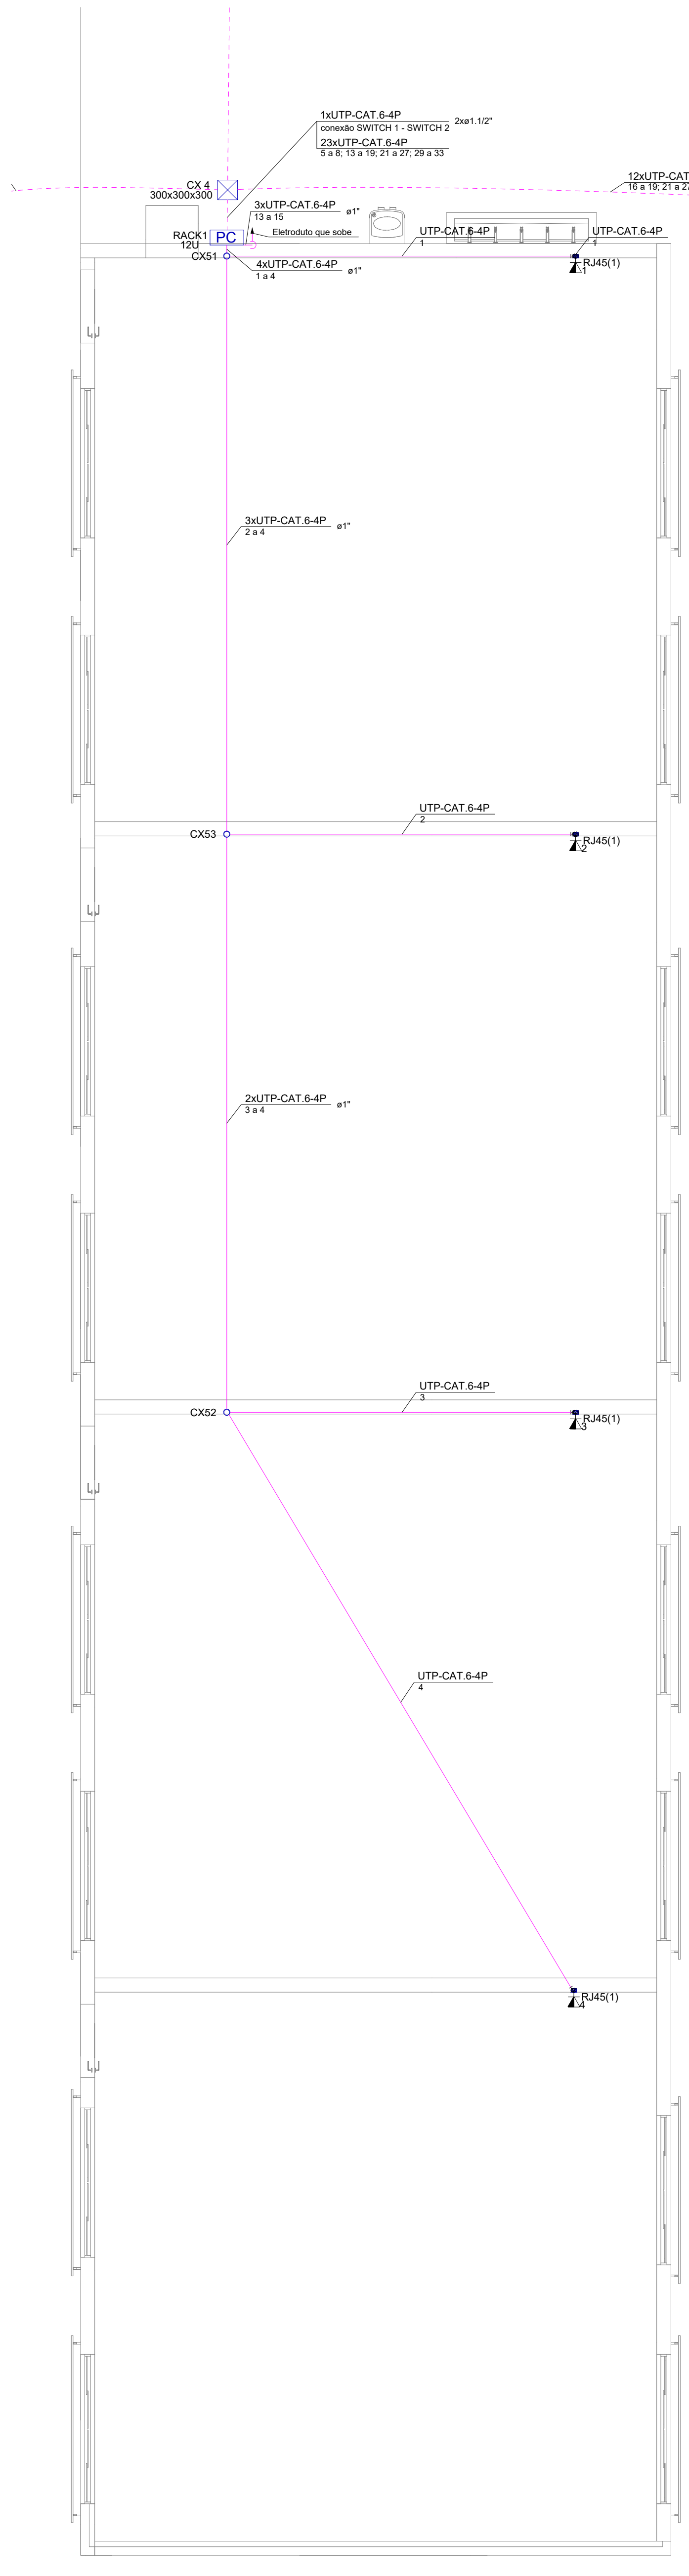 1xUTP-CAT.6-4P
2xø1.1/2"
conexão SWITCH 1 - SWITCH 2
23xUTP-CAT.6-4P
5 a 8; 13 a 19; 21 a 27; 29 a 33
12xUTP-CAT
16 a 19; 21 a 27
CX 4
300x300x300
3xUTP-CAT.6-4P
ø1"
13 a 15
Eletroduto que sobe
RACK1
12U
PC
UTP-CAT.6-4P
1
UTP-CAT.6-4P
1
CX51
4xUTP-CAT.6-4P
ø1"
1 a 4
RJ45(1)
1
3xUTP-CAT.6-4P
ø1"
2 a 4
UTP-CAT.6-4P
2
CX53
RJ45(1)
2
2xUTP-CAT.6-4P
ø1"
3 a 4
UTP-CAT.6-4P
3
CX52
RJ45(1)
3
UTP-CAT.6-4P
4
RJ45(1)
4